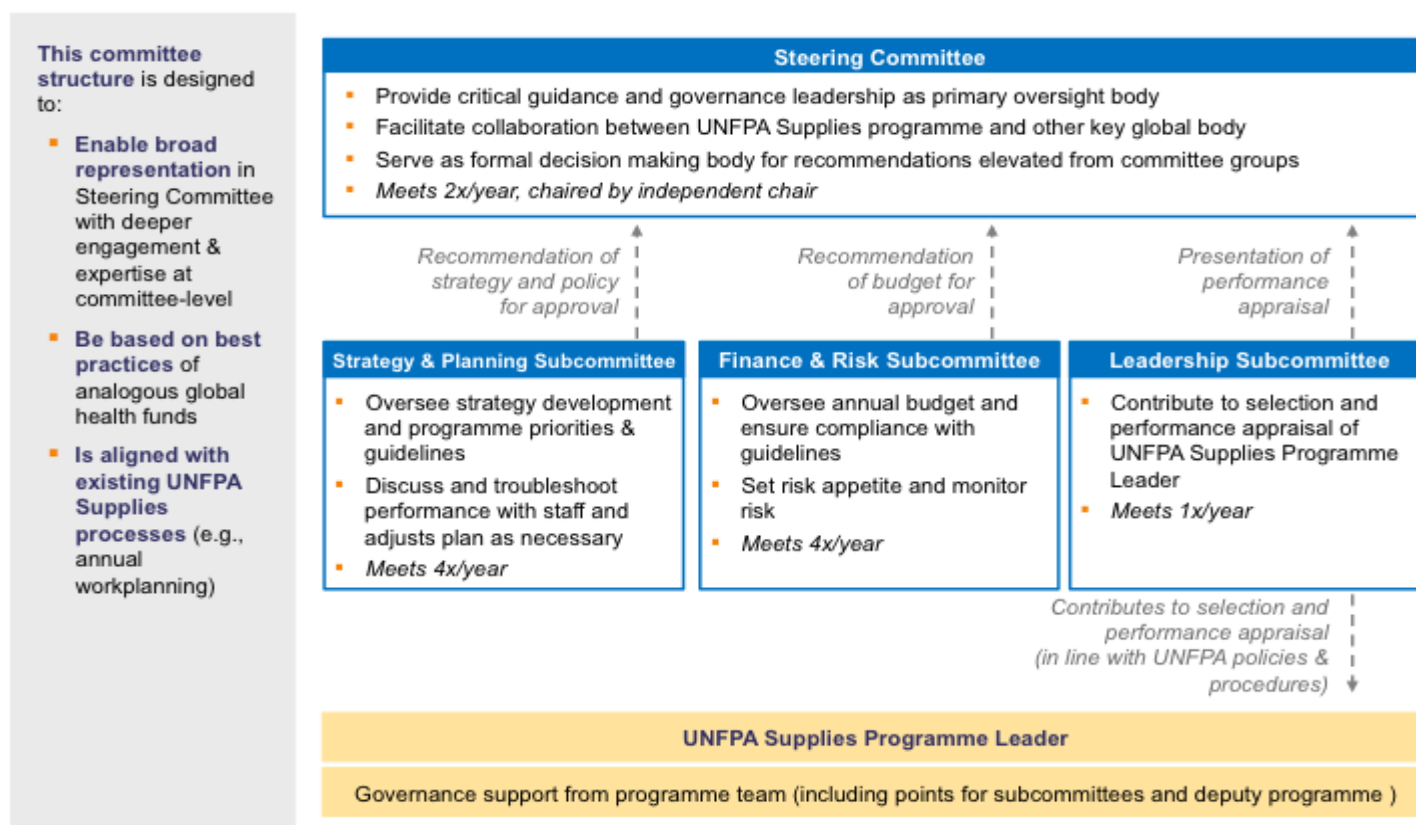 This committee
structure is designed
to:
▪ Enable broad
representation in
Steering Committee
with deeper
engagement &
expertise at
committee-level
▪ Be based on best
practices of
analogous global
health funds
▪ Is aligned with
existing UNFPA
Supplies
processes (e.g.,
annual
workplanning)
Steering Committee
▪ Provide critical guidance and governance leadership as primary oversight body
▪ Facilitate collaboration between UNFPA Supplies programme and other key global body
▪ Serve as formal decision making body for recommendations elevated from committee groups
▪ Meets 2x/year, chaired by independent chair
Recommendation of
strategy and policy
for approval
Recommendation
of budget for
approval
Presentation of
performance
appraisal
Strategy & Planning Subcommittee
▪ Oversee strategy development
and programme priorities &
guidelines
▪ Discuss and troubleshoot
performance with staff and
adjusts plan as necessary
▪ Meets 4x/year
Finance & Risk Subcommittee
▪ Oversee annual budget and
ensure compliance with
guidelines
▪ Set risk appetite and monitor
risk
▪ Meets 4x/year
Leadership Subcommittee
▪ Contribute to selection and
performance appraisal of
UNFPA Supplies Programme
Leader
▪ Meets 1x/year
Contributes to selection and
performance appraisal
(in line with UNFPA policies &
procedures)
UNFPA Supplies Programme Leader
Governance support from programme team (including points for subcommittees and deputy programme )